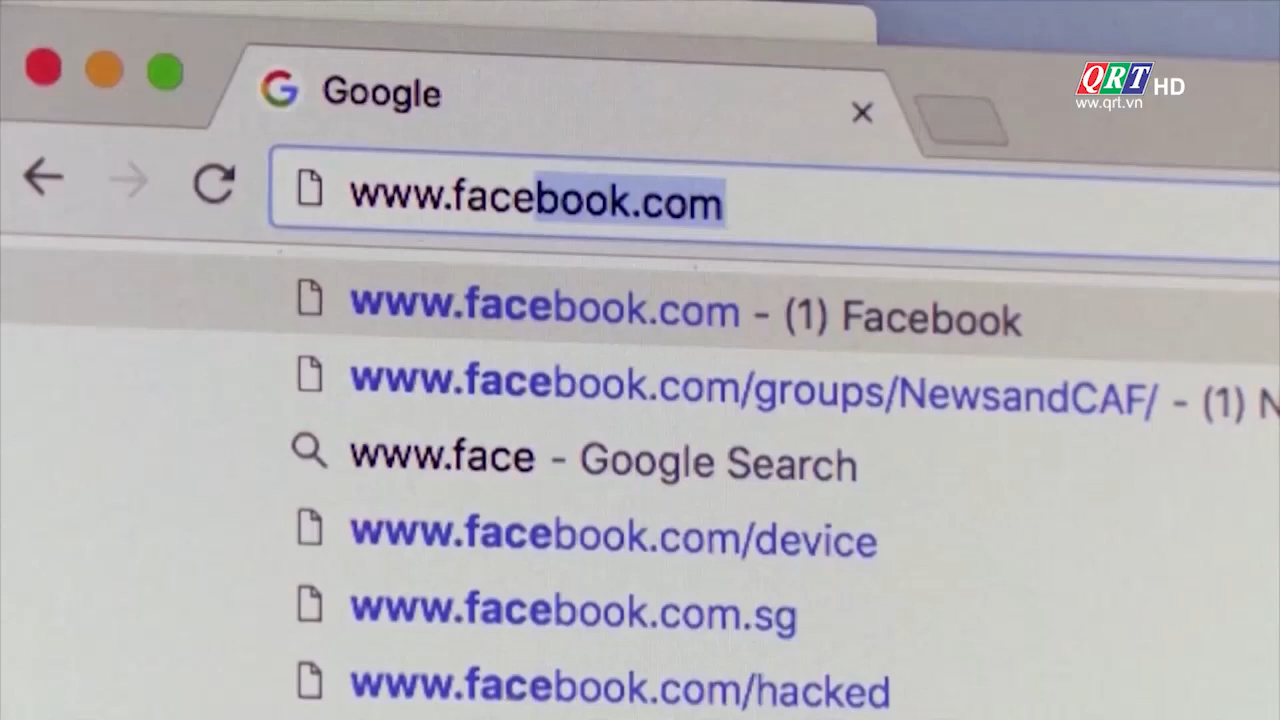 Google
QRT HD
ww.qrt.vn
www.facebook.com
www.facebook.com - (1) Facebook
www.facebook.com/groups/NewsandCAF/ - (1) N
www.face - Google Search
www.facebook.com/device
www.facebook.com.sg
www.facebook.com/hacked